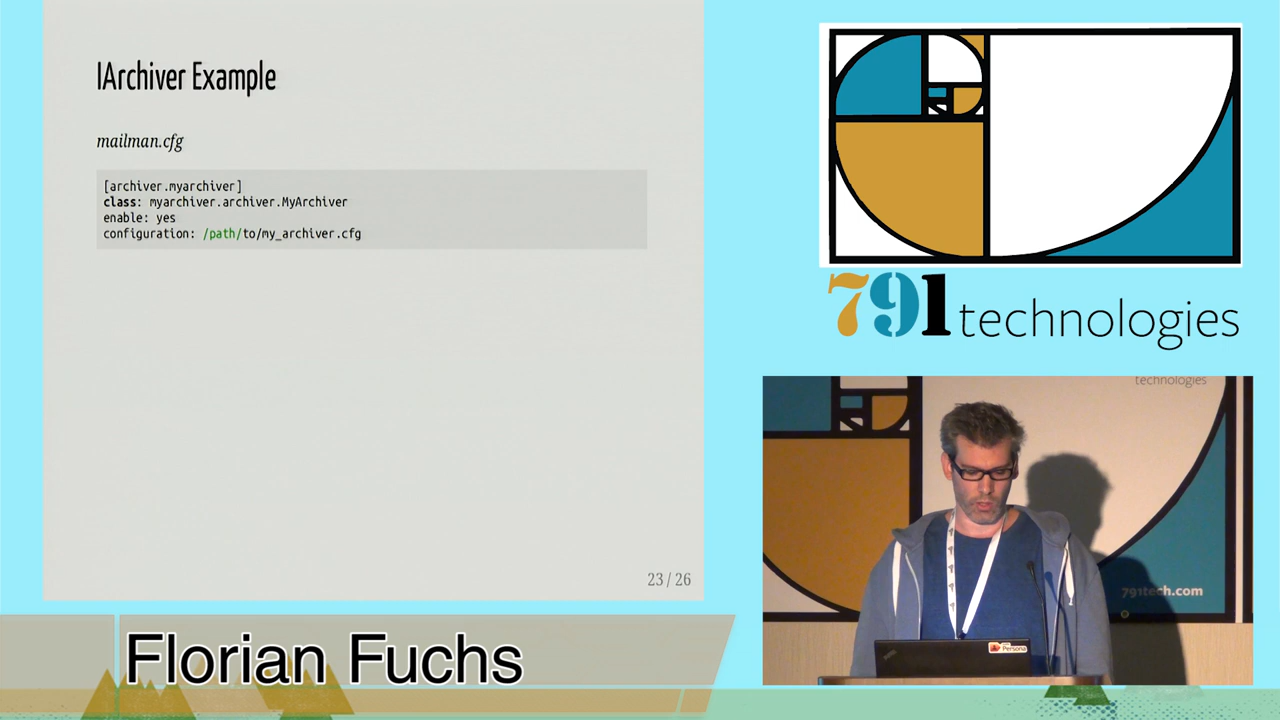 IArchiver Example
mailman.cfg
[archiver.myarchiver]
class: myarchiver.archiver.MyArchiver
enable: yes
configuration: /path/to/my_archiver.cfg
23 / 26
791 technologies
technologies
791tech.com
Persona
Florian Fuchs